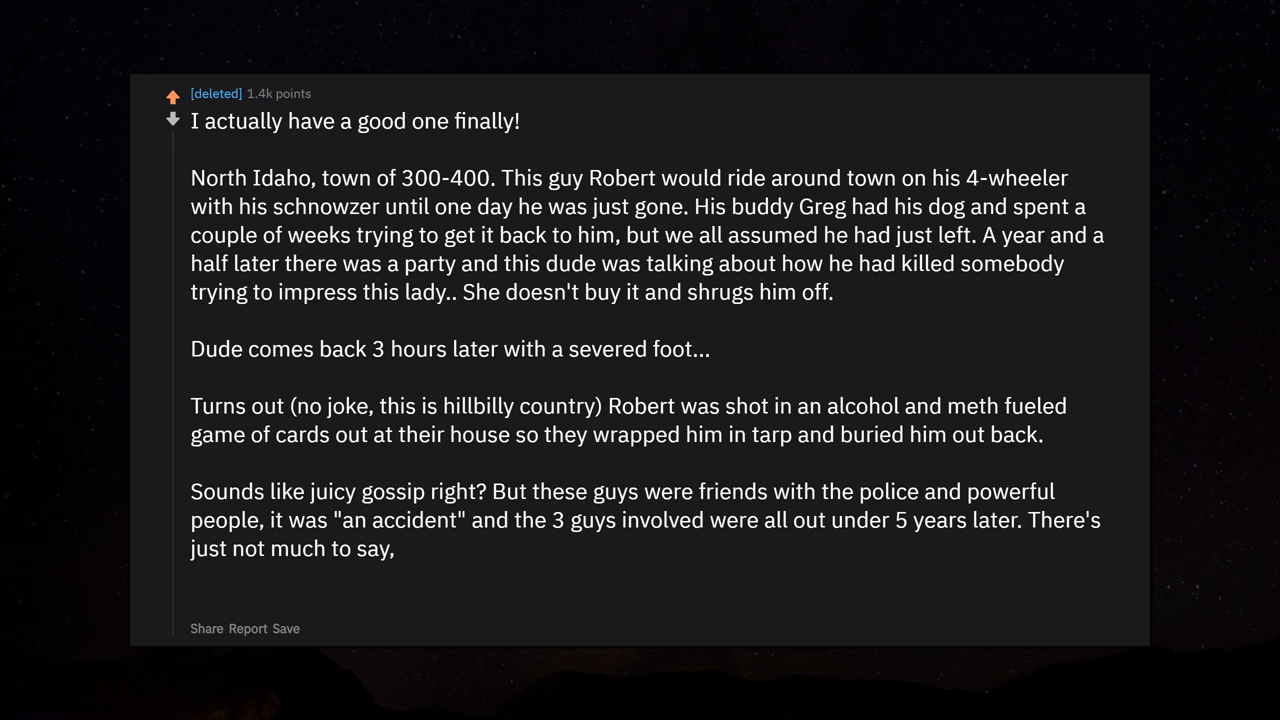 [deleted] 1.4k points
I actually have a good one finally!
North Idaho, town of 300-400. This guy Robert would ride around town on his 4-wheeler
with his schnowzer until one day he was just gone. His buddy Greg had his dog and spent a
couple of weeks trying to get it back to him, but we all assumed he had just left. A year and a
half later there was a party and this dude was talking about how he had killed somebody
trying to impress this lady.. She doesn't buy it and shrugs him off.
Dude comes back 3 hours later with a severed foot...
Turns out (no joke, this is hillbilly country) Robert was shot in an alcohol and meth fueled
game of cards out at their house so they wrapped him in tarp and buried him out back.
Sounds like juicy gossip right? But these guys were friends with the police and powerful
people, it was "an accident" and the 3 guys involved were all out under 5 years later. There's
just not much to say,
Share Report Save